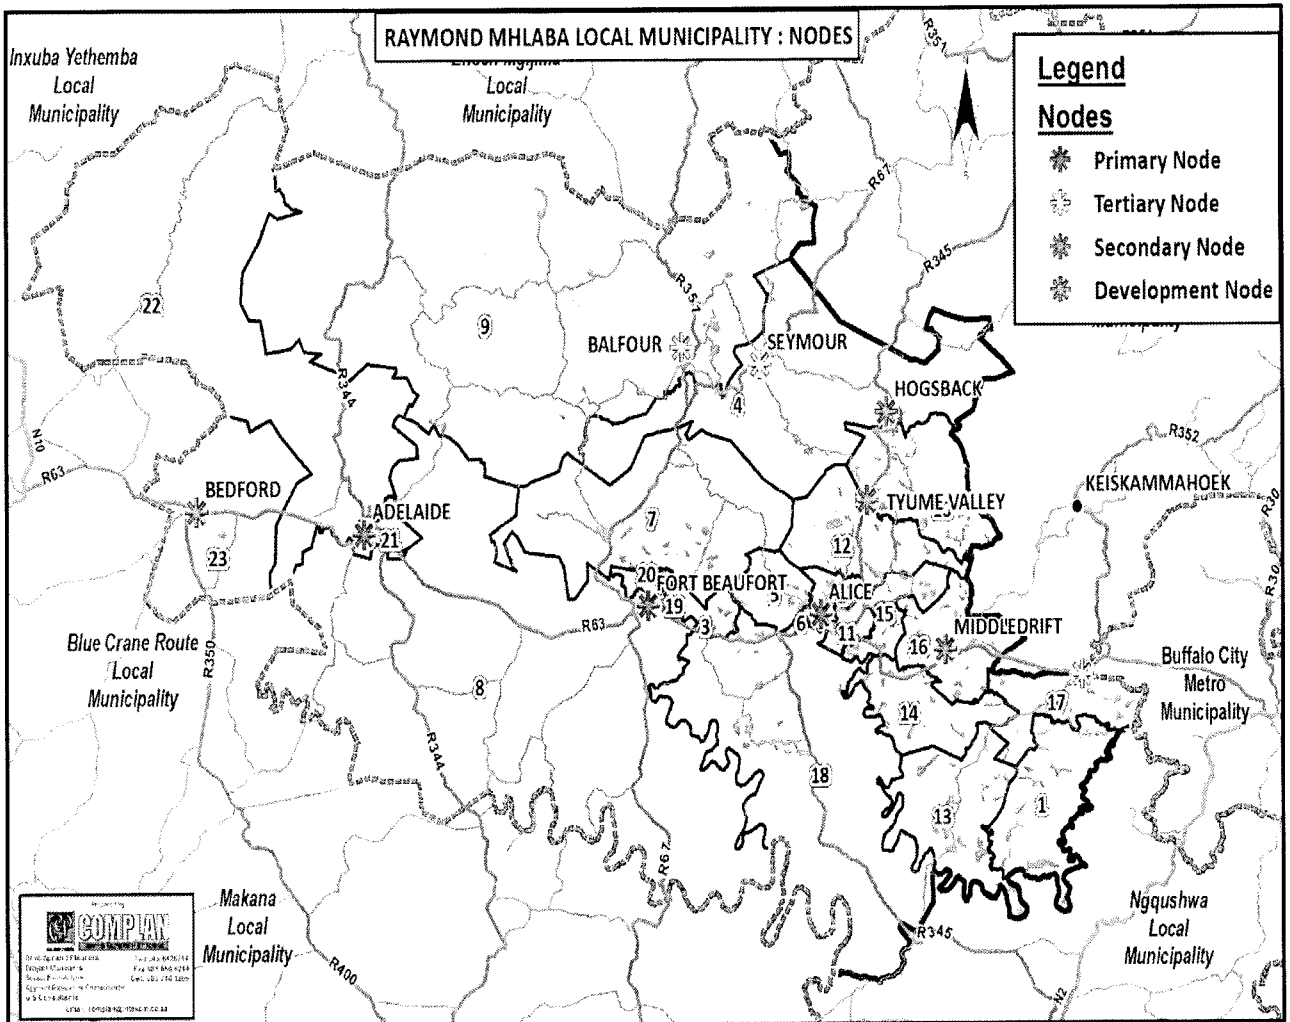 RAYMOND MHLABA LOCAL MUNICIPALITY : NODES
Inxuba Yethemba
Local
Municipality
Local
Municipality
R351
Legend
Nodes
Primary Node
Tertiary Node
Secondary Node
Development Node
R67
R345
R351
22
9
BALFOUR
SEYMOUR
4
HOGSBACK
R344
N10
R63
R352
KEISKAMMAHOEK
R30
BEDFORD
ADELAIDE
21
23
7
TYUME VALLEY
12
20
FORT BEAUFORT
19
3
5
ALICE
6
11
15
R63
16
MIDDLEDRIFT
R30
Blue Crane Route
Local
Municipality
R350
8
14
17
Buffalo City
Metro
Municipality
R344
18
13
1
R67
Makana
Local
Municipality
R400
R345
N2
Ngqushwa
Local
Municipality
COMPLAN